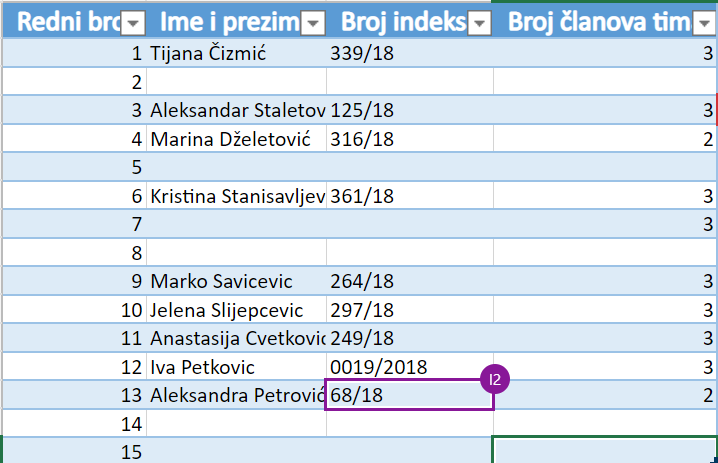 Redni bro Ime i prezim Broj indeks Broj članova tim
1 Tijana Čizmić 339/18 3
2
3 Aleksandar Staletov 125/18 3
4 Marina Dželetović 316/18 2
5
6 Kristina Stanisavljev 361/18 3
7 3
8
9 Marko Savicevic 264/18 3
10 Jelena Slijepcevic 297/18 3
11 Anastasija Cvetković 249/18 3
12 Iva Petkovic 0019/2018 3
I2
13 Aleksandra Petrović 68/18 2
14
15